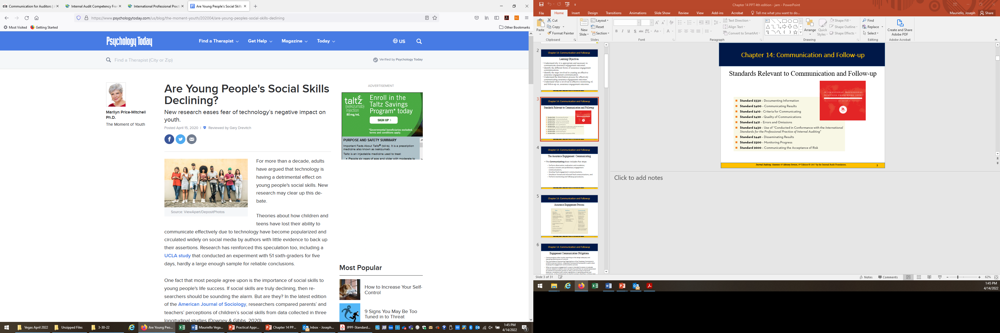 Communication for Auditors | A
Internal Audit Competency Fran
International Professional Practi
Are Young People's Social Skills
https://www.psychologytoday.com/us/blog/the-moment-youth/202004/are-young-peoples-social-skills-declining
Most Visited
Getting Started
Other Bookmarks
Psychology Today
Find a Therapist
Get Help
Magazine
Today
US
Find a Therapist (City or Zip)
Verified by Psychology Today
Marilyn Price-Mitchell
Ph.D.
The Moment of Youth
Are Young People's Social Skills
Declining?
New research eases fear of technology's negative impact on
youth.
Posted April 15, 2020 | Reviewed by Gary Drevitch
Source: ViewApart/DepositPhotos
For more than a decade, adults
have argued that technology is
having a detrimental effect on
young people's social skills. New
research may clear up this de-
bate.
Theories about how children and
teens have lost their ability to
communicate effectively due to technology have become popularized and
circulated widely on social media by authors with little evidence to back up
their assertions. Research has reinforced this speculation too, including a
UCLA study that conducted an experiment with 51 sixth-graders for five
days, hardly a large enough sample for reliable conclusions.
One fact that most people agree upon is the importance of social skills to
young people's life success. If social skills are truly declining, then re-
searchers should be sounding the alarm. But are they? In the latest edition
of the American Journal of Sociology, researchers compared parents' and
teachers' perceptions of children's social skills from data collected in three
longitudinal studies (Downey & Gibbs, 2020)
ADVERTISEMENT
taltz
(ixekizumab)
injection
80 mg/mL
Enroll in the
Taltz Savings
Program* today
SIGN UP >
*Governmental beneficiaries excluded,
terms and conditions apply.
PURPOSE AND SAFETY SUMMARY
Important Facts About Taltz® (tol-ts). It is a prescription
medicine also known as ixekizumab.
Taltz is an injectable medicine used to treat:
• People six years of age and older with moderate to
Most Popular
How to Increase Your Self-
Control
9 Signs You May Be Too
Tuned in to Threat
Vegas April 2022
Unzipped Files
3-30-22
Are Young Peo...
Mauriello Vega...
Practical Appr...
Chapter 14 PP...
Inbox - Joseph...
IPPF-Standard...
1:45 PM
4/14/2022
5
Chapter 14 PPT 4th edition - jam - PowerPoint
File
Home
Insert
Design
Transitions
Animations
Slide Show
Review
View
Add-ins
Acrobat
Tell me what you want to do...
Mauriello, Joseph
Share
Paste
Cut
Copy
Format Painter
Clipboard
New
Slide
Layout
Reset
Section
Slides
Font
Text Direction
Align Text
Convert to SmartArt
Paragraph
Arrange
Quick
Styles
Shape Fill
Shape Outline
Shape Effects
Drawing
Find
Replace
Select
Editing
Create and Share
Adobe PDF
Adobe Acrobat
2
Chapter 14: Communication and Followup
Learning Objectives
• Understand why it is appropriate and necessary to
communicate assurance engagement outcomes.
• Identify the different forms of assurance engagement
communications.
• Identify the steps involved in creating an effective
assurance engagement communication.
• Understand the distribution process for effectively
communicating assurance engagement outcomes.
• Understand what is involved in effective monitoring of,
and follow-up on, assurance engagement outcomes.
3
Chapter 14: Communication and Followup
Standards Relevant to Communication and Followup
4
Chapter 14: Communication and Followup
The Assurance Engagement: Communicating
• The Communicating phase includes five steps
– Perform observation evaluation and escalation,
– Conduct interim and preliminary engagement
communications,
– Develop final engagement communications,
– Distribute formal and informal final communications, and
– Perform monitoring and followup procedures.
5
Chapter 14: Communication and Followup
Assurance Engagement Process
6
Chapter 14: Communication and Followup
Engagement Communication Obligations
Chapter 14: Communication and Follow-up
Standards Relevant to Communication and Follow-up
INTERNATIONAL PROFESSIONAL
PRACTICES FRAMEWORK (IPPF)
Standard 2330 – Documenting Information
Standard 2400 – Communicating Results
Standard 2410 – Criteria for Communicating
Standard 2420 – Quality of Communications
Standard 2421 – Errors and Omissions
Standard 2430 – Use of "Conducted in Conformance with the International
Standards for the Professional Practice of Internal Auditing"
Standard 2440 – Disseminating Results
Standard 2500 – Monitoring Progress
Standard 2600 – Communicating the Acceptance of Risk
Internal Auditing: Assurance & Advisory Services, 4th Edition © 2017 by the Internal Audit Foundation.
3
Click to add notes
Slide 3 of 31
Notes
Comments
62%
1:45 PM
4/14/2022